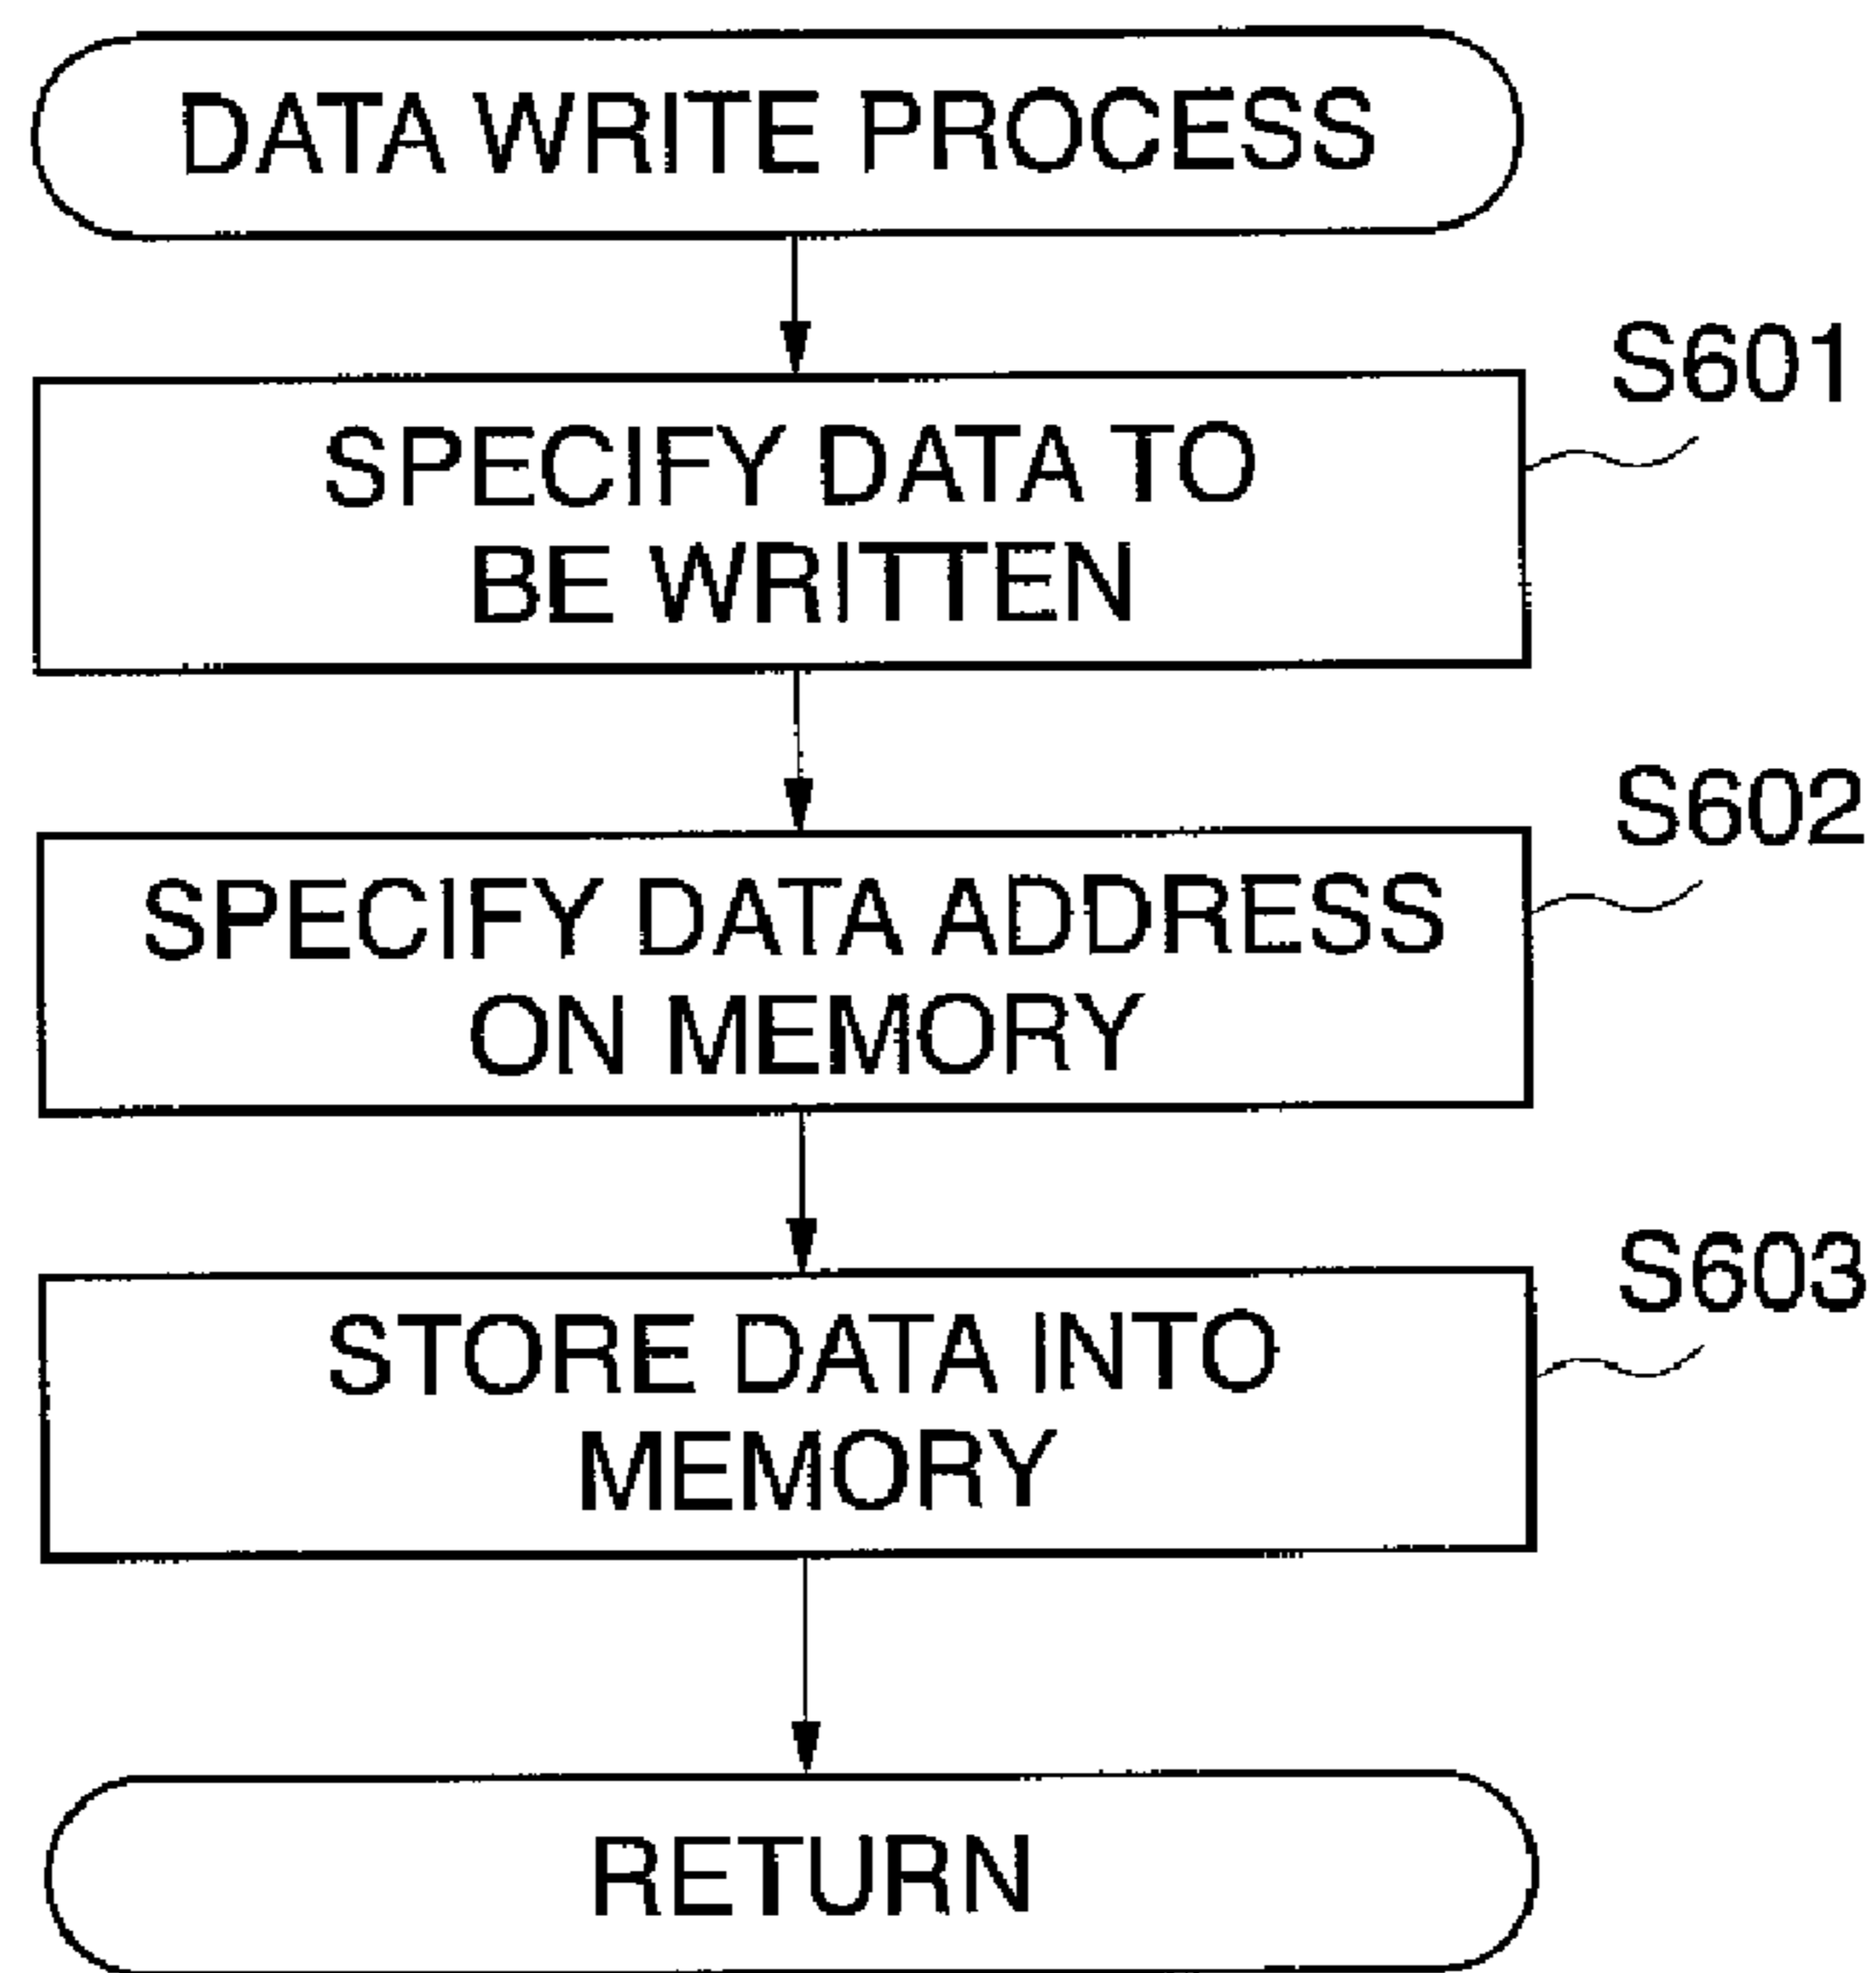 DATA WRITE PROCESS
S601
SPECIFY DATA TO
BE WRITTEN
S602
SPECIFY DATA ADDRESS
ON MEMORY
S603
STORE DATA INTO
MEMORY
RETURN